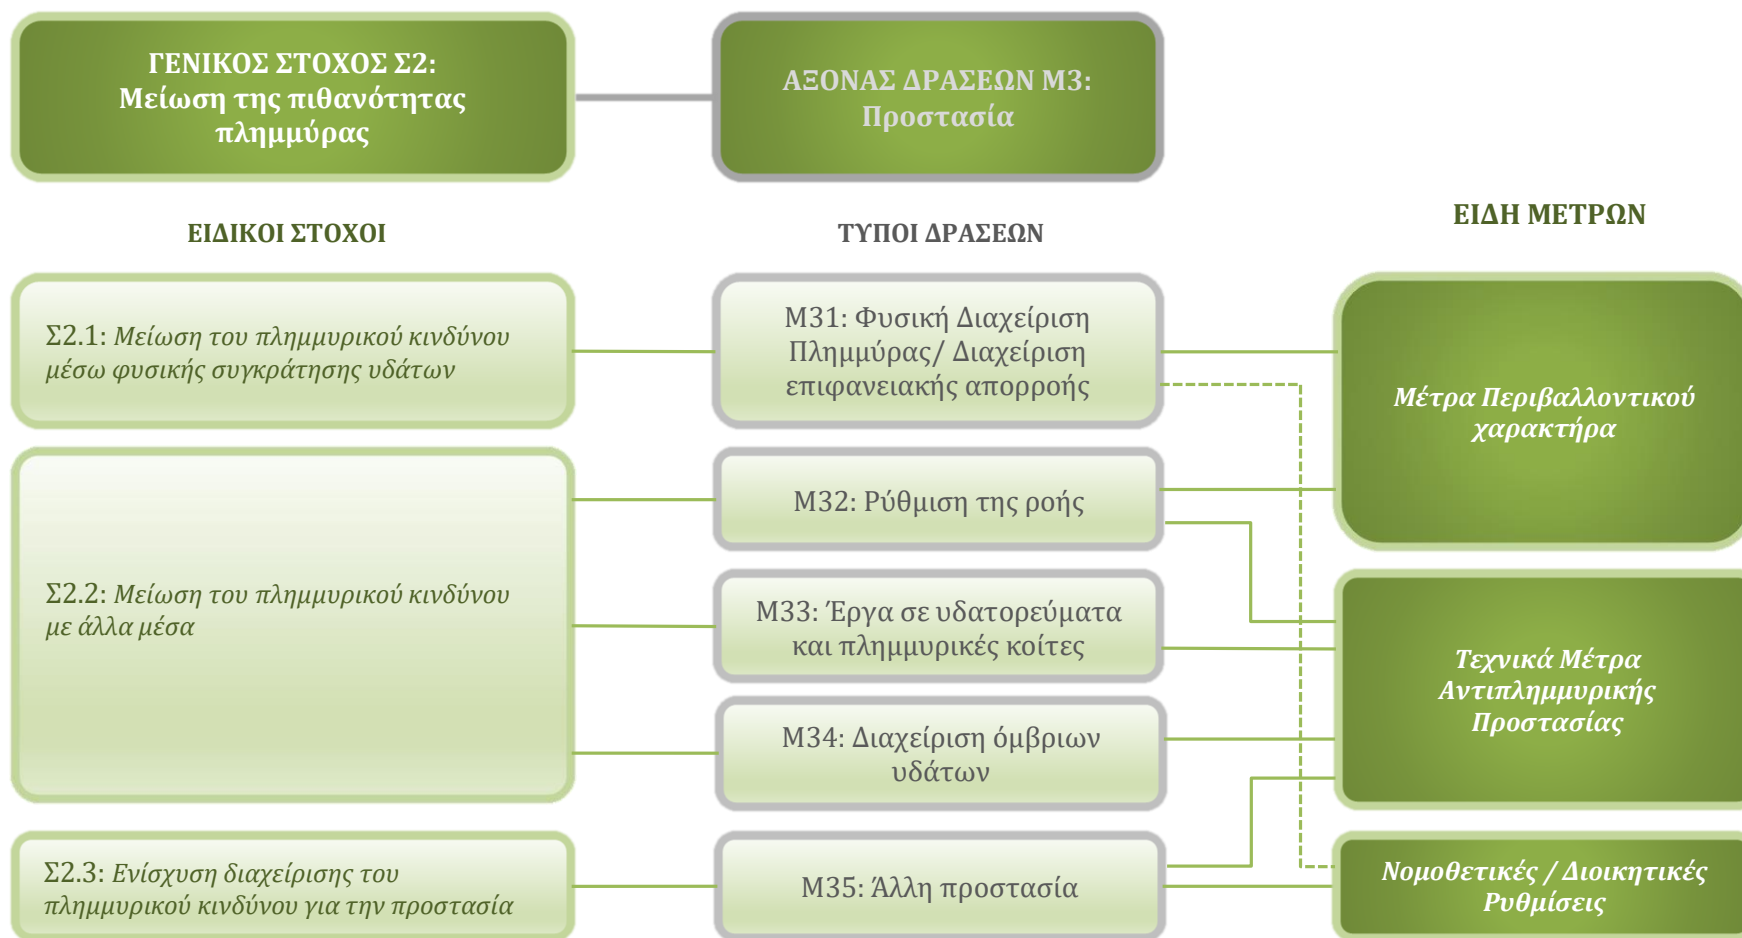 ΓΕΝΙΚΟΣ ΣΤΟΧΟΣ Σ2:
Μείωση της πιθανότητας
πλημμύρας
ΑΞΟΝΑΣ ΔΡΑΣΕΩΝ Μ3:
Προστασία
ΕΙΔΙΚΟΙ ΣΤΟΧΟΙ
ΤΥΠΟΙ ΔΡΑΣΕΩΝ
ΕΙΔΗ ΜΕΤΡΩΝ
Σ2.1: Μείωση του πλημμυρικού κινδύνου
μέσω φυσικής συγκράτησης υδάτων
Μ31: Φυσική Διαχείριση
Πλημμύρας/ Διαχείριση
επιφανειακής απορροής
Μέτρα Περιβαλλοντικού
χαρακτήρα
Σ2.2: Μείωση του πλημμυρικού κινδύνου
με άλλα μέσα
Μ32: Ρύθμιση της ροής
Μ33: Έργα σε υδατορεύματα
και πλημμυρικές κοίτες
Μ34: Διαχείριση όμβριων
υδάτων
Τεχνικά Μέτρα
Αντιπλημμυρικής
Προστασίας
Σ2.3: Ενίσχυση διαχείρισης του
πλημμυρικού κινδύνου για την προστασία
Μ35: Άλλη προστασία
Νομοθετικές / Διοικητικές
Ρυθμίσεις